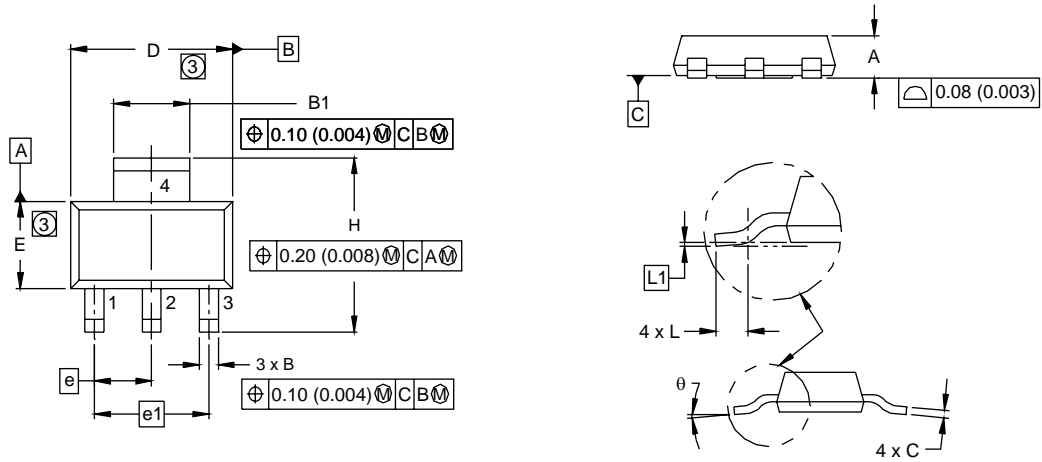 D
B
3
B1
⌖ 0.10 (0.004) Ⓜ C B Ⓜ
A
4
3
E
H
⌖ 0.20 (0.008) Ⓜ C A Ⓜ
1 2 3
3 x B
e
⌖ 0.10 (0.004) Ⓜ C B Ⓜ
e1
A
C
⌓ 0.08 (0.003)
L1
4 x L
θ
4 x C